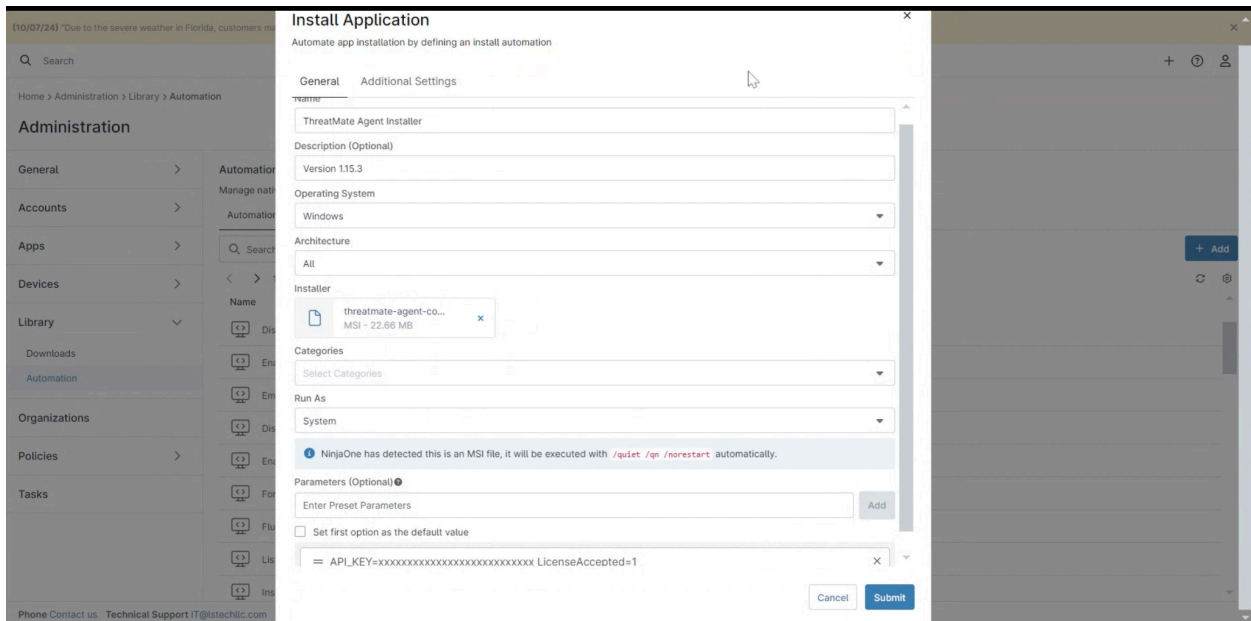 (10/07/24) "Due to the severe weather in Florida, customers ma
Search
Home > Administration > Library > Automation
Administration
General
Accounts
Apps
Devices
Library
Downloads
Automation
Organizations
Policies
Tasks
Phone Contact us Technical Support IT@lstechllc.com
Automation
Manage nati
Automation
Search
Name
Dis
Ena
Em
Dis
Ena
For
Flu
Lis
Ins
+ Add
Install Application
Automate app installation by defining an install automation
General Additional Settings
Name
ThreatMate Agent Installer
Description (Optional)
Version 1.15.3
Operating System
Windows
Architecture
All
Installer
threatmate-agent-co...
MSI - 22.66 MB
Categories
Select Categories
Run As
System
NinjaOne has detected this is an MSI file, it will be executed with /quiet /qn /norestart automatically.
Parameters (Optional)
Enter Preset Parameters
Add
Set first option as the default value
API_KEY=xxxxxxxxxxxxxxxxxxxxxxxxxxx LicenseAccepted=1
Cancel Submit